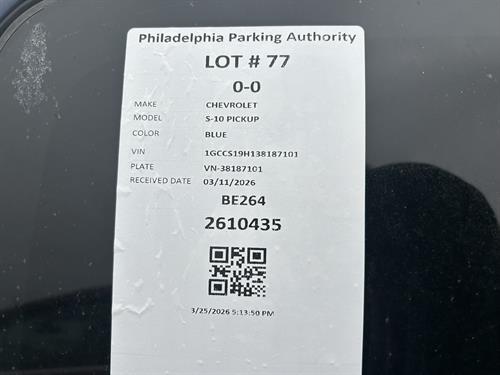 Philadelphia Parking Authority
LOT # 77
0-0
MAKE CHEVROLET
MODEL S-10 PICKUP
COLOR BLUE
VIN 1GCCS19H138187101
PLATE VN-38187101
RECEIVED DATE 03/11/2026
BE264
2610435
3/25/2026 5:13:50 PM